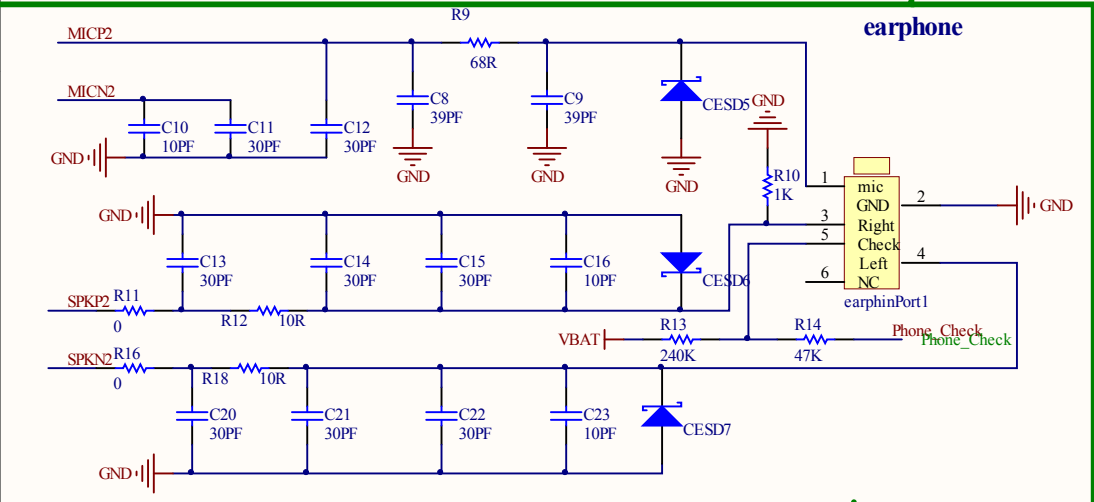 earphone
R9
MICP2
68R
MICN2
C8
39PF
C9
39PF
CESD5
GND
C10
10PF
C11
30PF
C12
30PF
GND
GND
GND
GND
R10
1K
1
mic
GND
2
GND
3
Right
5
Check
Left
4
6
NC
earphinPort1
GND
C13
30PF
C14
30PF
C15
30PF
C16
10PF
CESD6
SPKP2
R11
0
R12
10R
VBAT
R13
240K
R14
47K
Phone_Check
Phone_Check
SPKN2
R16
0
R18
10R
C20
30PF
C21
30PF
C22
30PF
C23
10PF
CESD7
GND